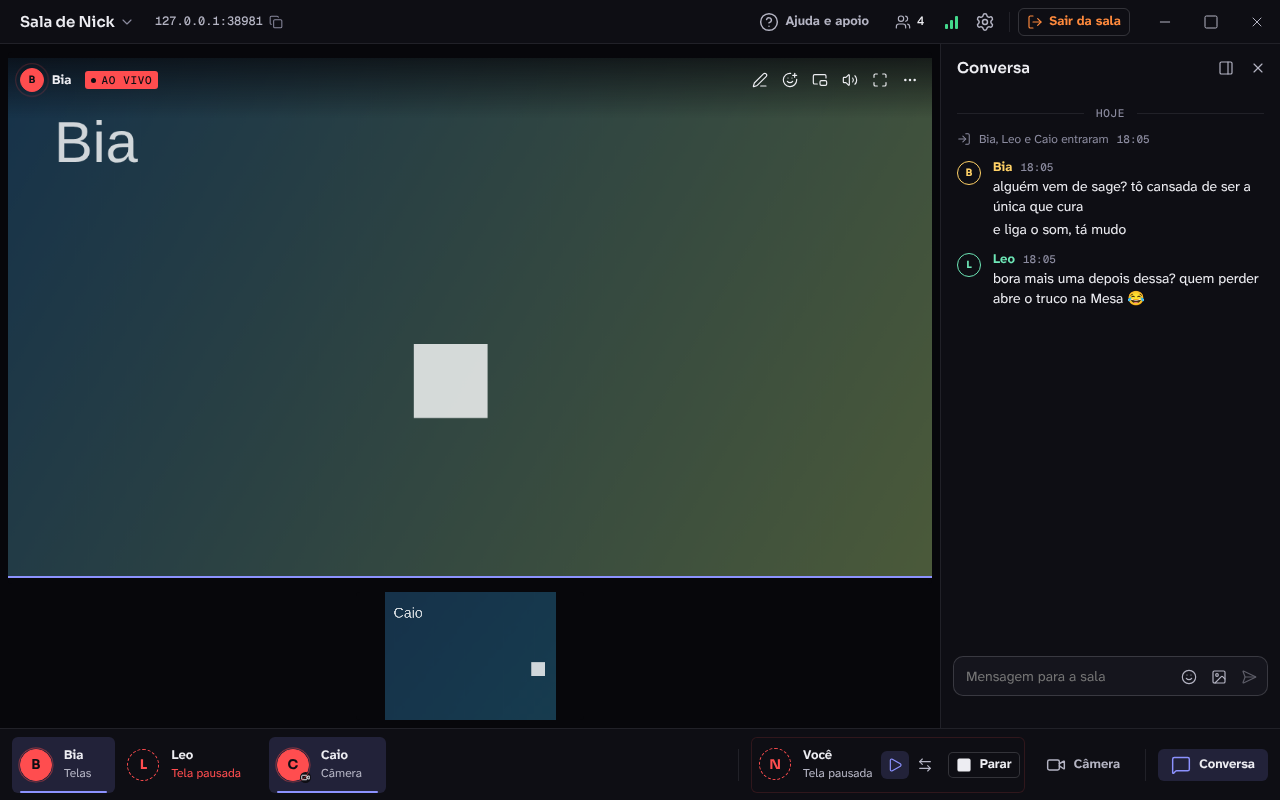 Sala de Nick
127.0.0.1:38981
Ajuda e apoio
4
Sair da sala
B
Bia
AO VIVO
Bia
Caio
Conversa
HOJE
Bia, Leo e Caio entraram 18:05
B
Bia 18:05
alguém vem de sage? tô cansada de ser a
única que cura
e liga o som, tá mudo
L
Leo 18:05
bora mais uma depois dessa? quem perder
abre o truco na Mesa 😂
Mensagem para a sala
B
Bia
Telas
L
Leo
Tela pausada
C
Caio
Câmera
N
Você
Tela pausada
Parar
Câmera
Conversa